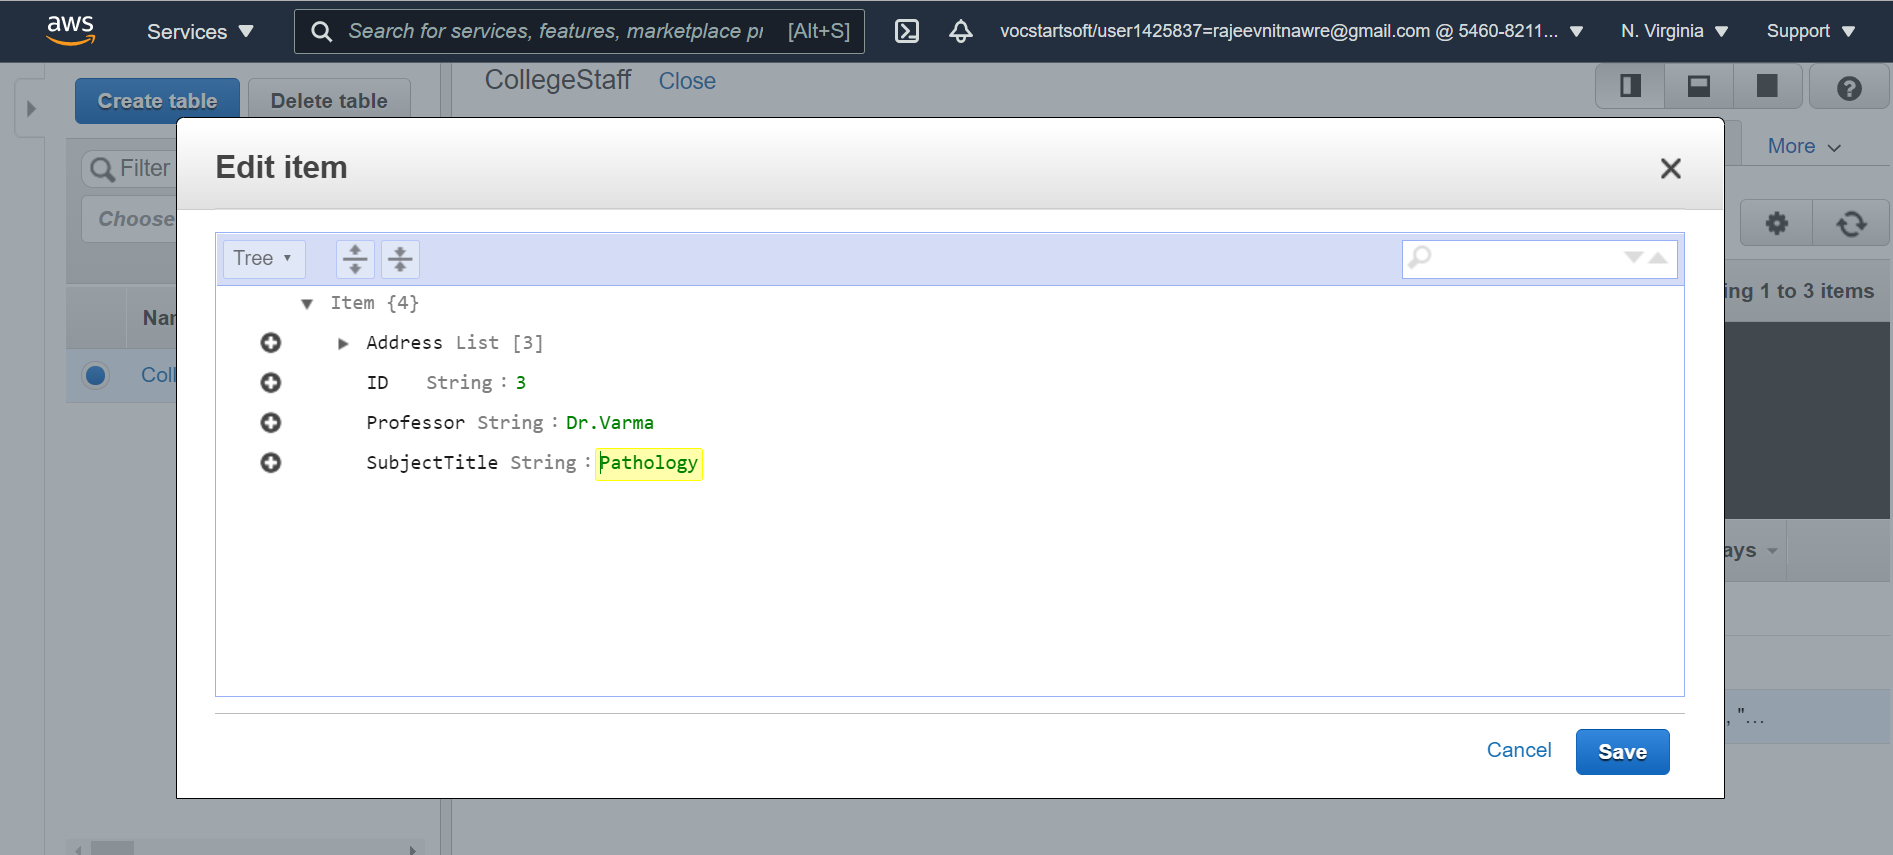 aws Services Search for services, features, marketplace pr [Alt+S] vocstartsoft/user1425837=rajeevnitnawre@gmail.com @ 5460-8211... N. Virginia Support
Create table Delete table CollegeStaff Close
More
Filter
Choose
Edit item
Tree
Item {4}
Address List [3]
ID String : 3
Professor String : Dr.Varma
SubjectTitle String : Pathology
ing 1 to 3 items
Nar
Coll
ays
, "...
Cancel Save